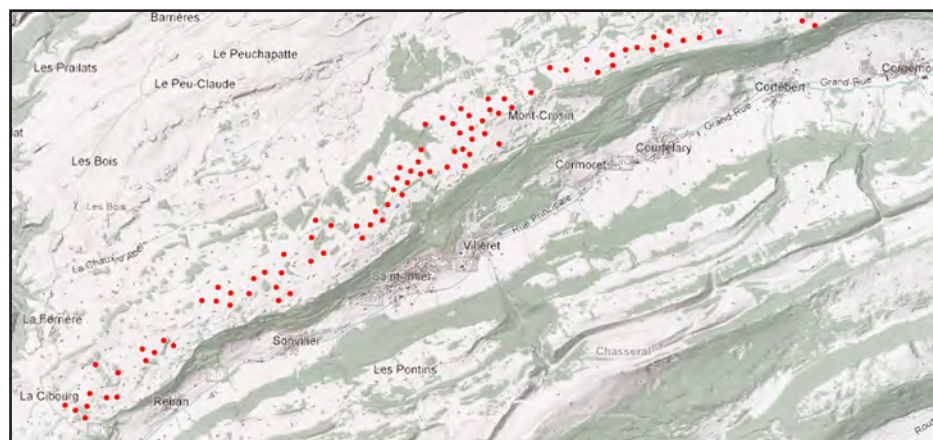 Barrières
Le Peuchapatte
Les Prailats
Le Peu-Claude
Corgémont
Cortébert
Grand-Rue
Mont-Crosin
Grand-Rue
at
Courtelary
Les Bois
Cormoret
Les Bois
Rue Principale
La Chaux d'Abel
Villeret
Saint-Imier
La Ferrière
Sonvilier
Chasseral
Les Pontins
La Cibourg
Renan
Rou